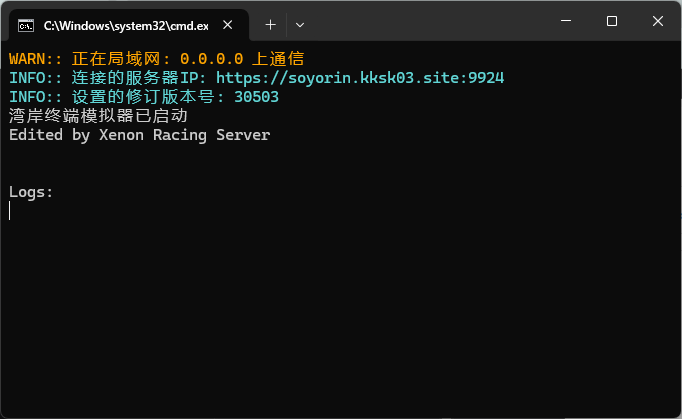 C:\Windows\system32\cmd.ex
WARN:: 正在局域网: 0.0.0.0 上通信
INFO:: 连接的服务器IP: https://soyorin.kksk03.site:9924
INFO:: 设置的修订版本号: 30503
湾岸终端模拟器已启动
Edited by Xenon Racing Server
Logs: